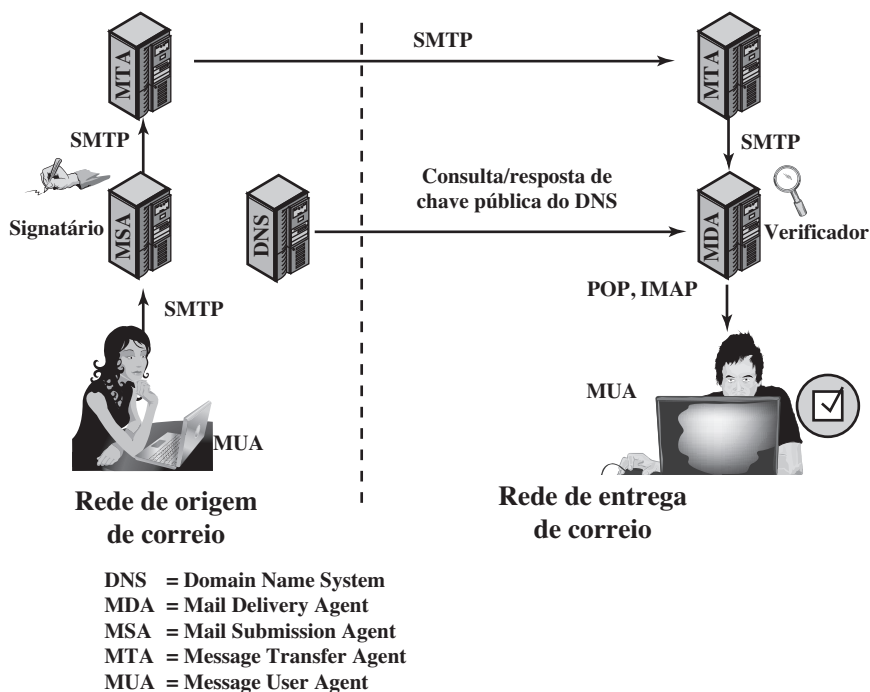 SMTP
MTA
MTA
SMTP
SMTP
Consulta/resposta de
chave pública do DNS
Signatário
MSA
DNS
MDA
Verificador
SMTP
POP, IMAP
MUA
MUA
Rede de origem
de correio
Rede de entrega
de correio
DNS = Domain Name System
MDA = Mail Delivery Agent
MSA = Mail Submission Agent
MTA = Message Transfer Agent
MUA = Message User Agent